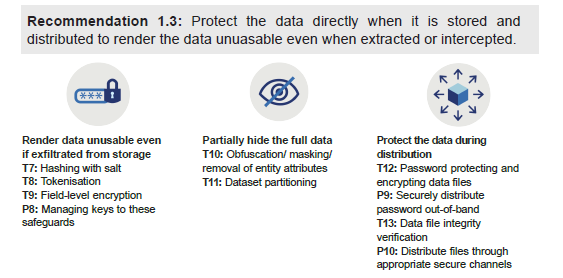 Recommendation 1.3: Protect the data directly when it is stored and
distributed to render the data unuasable even when extracted or intercepted.
***
Render data unusable even
if exfiltrated from storage
T7: Hashing with salt
T8: Tokenisation
T9: Field-level encryption
P8: Managing keys to these
safeguards
Partially hide the full data
T10: Obfuscation/ masking/
removal of entity attributes
T11: Dataset partitioning
Protect the data during
distribution
T12: Password protecting and
encrypting data files
P9: Securely distribute
password out-of-band
T13: Data file integrity
verification
P10: Distribute files through
appropriate secure channels